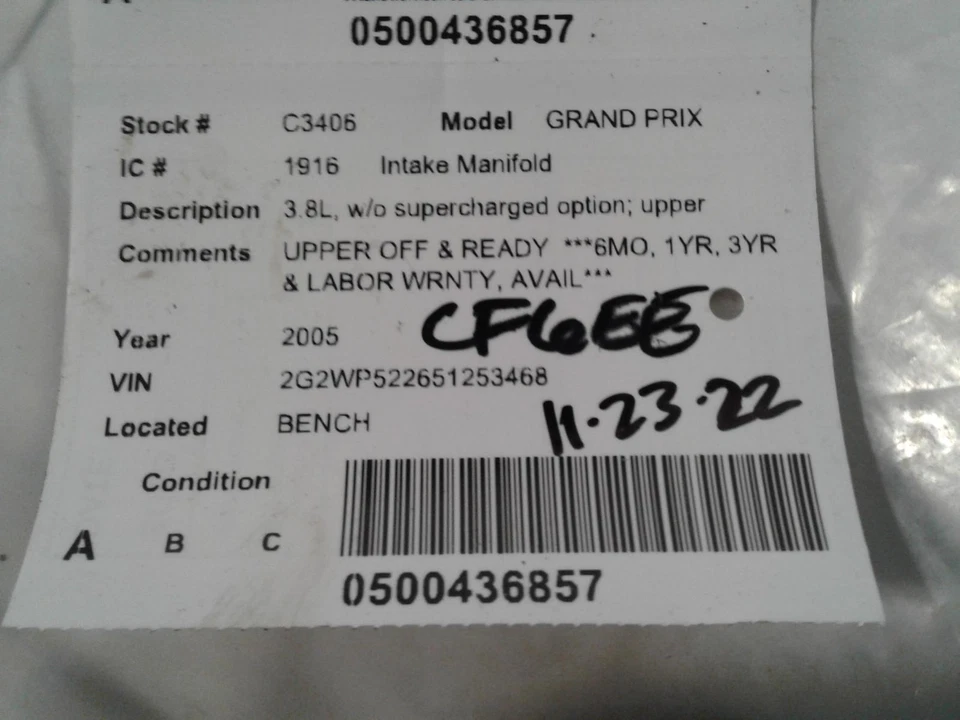 0500436857
Stock # C3406 Model GRAND PRIX
IC # 1916 Intake Manifold
Description 3.8L, w/o supercharged option; upper
Comments UPPER OFF & READY ***6MO, 1YR, 3YR
& LABOR WRNTY, AVAIL***
CF6EE
Year 2005
VIN 2G2WP522651253468
11.23.22
Located BENCH
Condition
A B C
0500436857